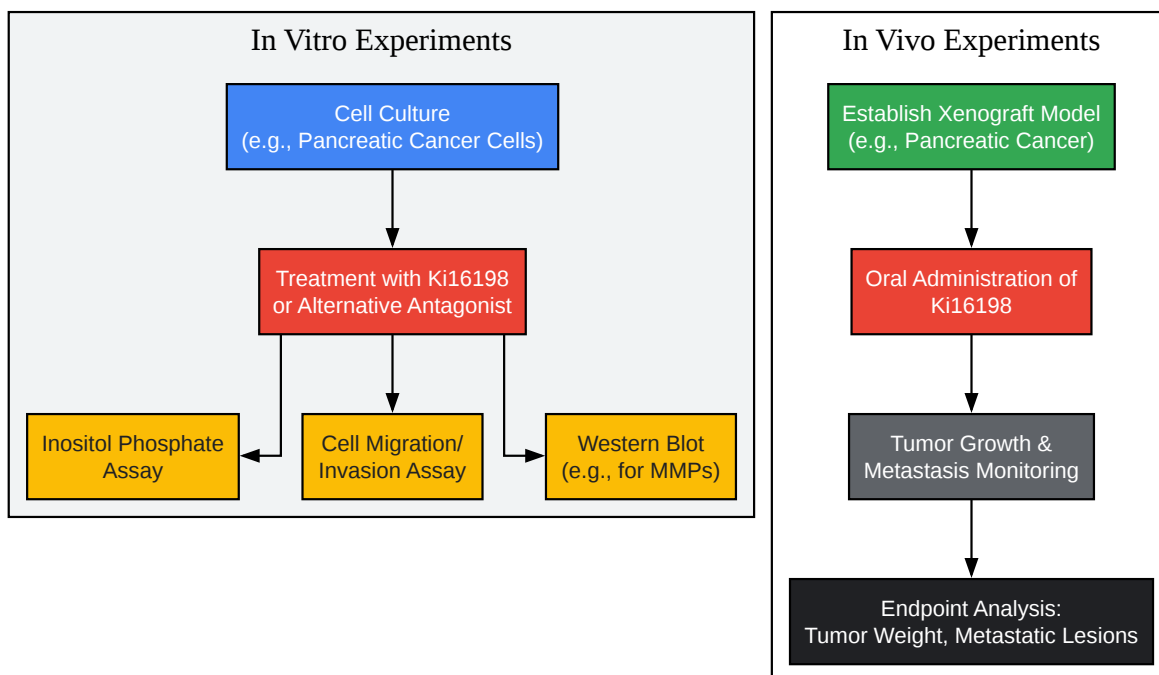 In Vitro Experiments
Cell Culture
(e.g., Pancreatic Cancer Cells)
Treatment with Ki16198
or Alternative Antagonist
Inositol Phosphate
Assay
Cell Migration/
Invasion Assay
Western Blot
(e.g., for MMPs)
In Vivo Experiments
Establish Xenograft Model
(e.g., Pancreatic Cancer)
Oral Administration of
Ki16198
Tumor Growth &
Metastasis Monitoring
Endpoint Analysis:
Tumor Weight, Metastatic Lesions